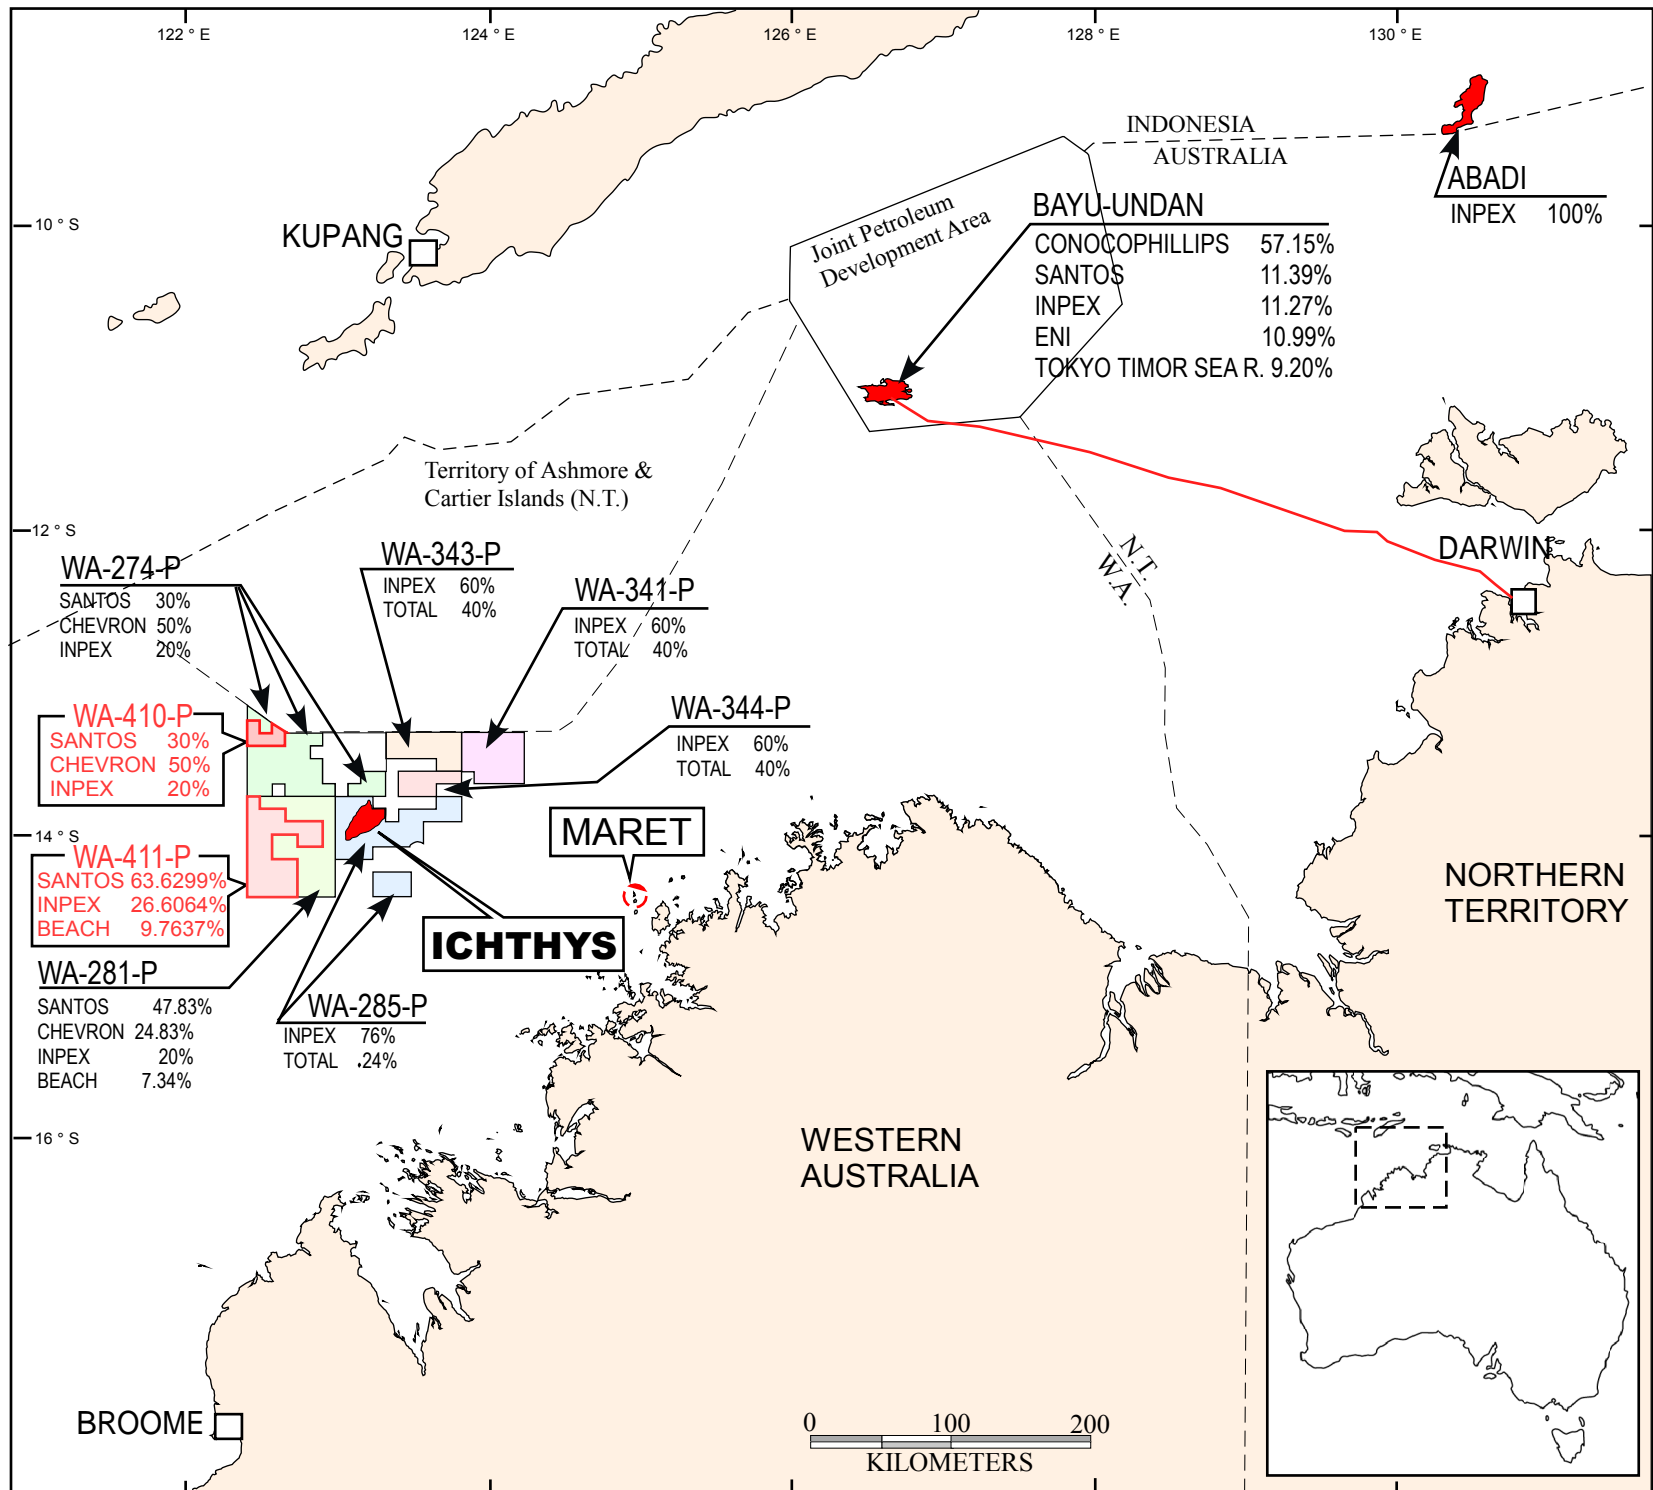 122 ° E
124 ° E
126 ° E
128 ° E
130 ° E
10 ° S
12 ° S
14 ° S
16 ° S
INDONESIA
AUSTRALIA
ABADI
INPEX 100%
KUPANG
Joint Petroleum
Development Area
BAYU-UNDAN
CONOCOPHILLIPS 57.15%
SANTOS 11.39%
INPEX 11.27%
ENI 10.99%
TOKYO TIMOR SEA R. 9.20%
Territory of Ashmore &
Cartier Islands (N.T.)
N.T.
W.A.
DARWIN
WA-274-P
SANTOS 30%
CHEVRON 50%
INPEX 20%
WA-343-P
INPEX 60%
TOTAL 40%
WA-341-P
INPEX 60%
TOTAL 40%
WA-344-P
INPEX 60%
TOTAL 40%
WA-410-P
SANTOS 30%
CHEVRON 50%
INPEX 20%
WA-411-P
SANTOS 63.6299%
INPEX 26.6064%
BEACH 9.7637%
WA-281-P
SANTOS 47.83%
CHEVRON 24.83%
INPEX 20%
BEACH 7.34%
WA-285-P
INPEX 76%
TOTAL .24%
MARET
ICHTHYS
NORTHERN
TERRITORY
WESTERN
AUSTRALIA
BROOME
0 100 200
KILOMETERS